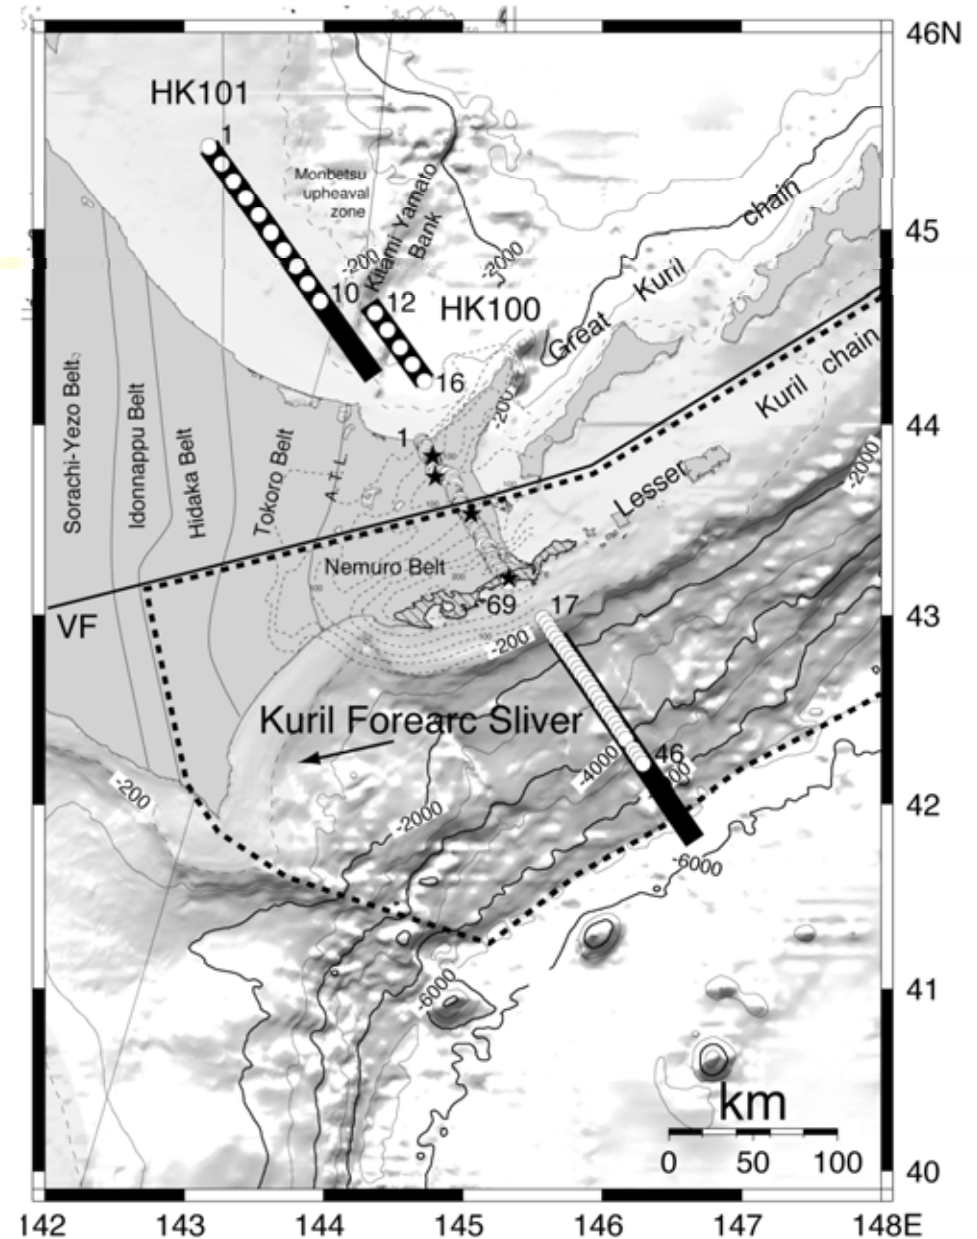 46N
HK101
1
Monbetsu
upheaval
zone
Kitami Yamato
Bank
chain
45
-200
-2000
Kuril
10
12
HK100
Great
16
44
chain
Kuril
-200
1
Sorachi-Yezo Belt
Idonnappu Belt
Hidaka Belt
Tokoro Belt
A. T. L.
Lesser
-2000
Nemuro Belt
43
VF
69
17
-200
Kuril Forearc Sliver
46
-4000
-200
42
-2000
-6000
41
-6000
km
0 50 100
40
142 143 144 145 146 147 148E